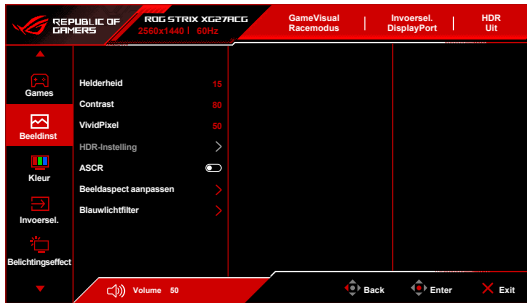 REPUBLIC OF
GAMERS
ROG STRIX XG27ACG
2560x1440 I 60Hz
GameVisual
Racemodus
Invoersel.
DisplayPort
HDR
Uit
Games
Beeldinst
Kleur
Invoersel.
Belichtingseffect
Helderheid 15
Contrast 80
VividPixel 50
HDR-Instelling
ASCR
Beeldaspect aanpassen
Blauwlichtfilter
Volume 50
Back
Enter
Exit